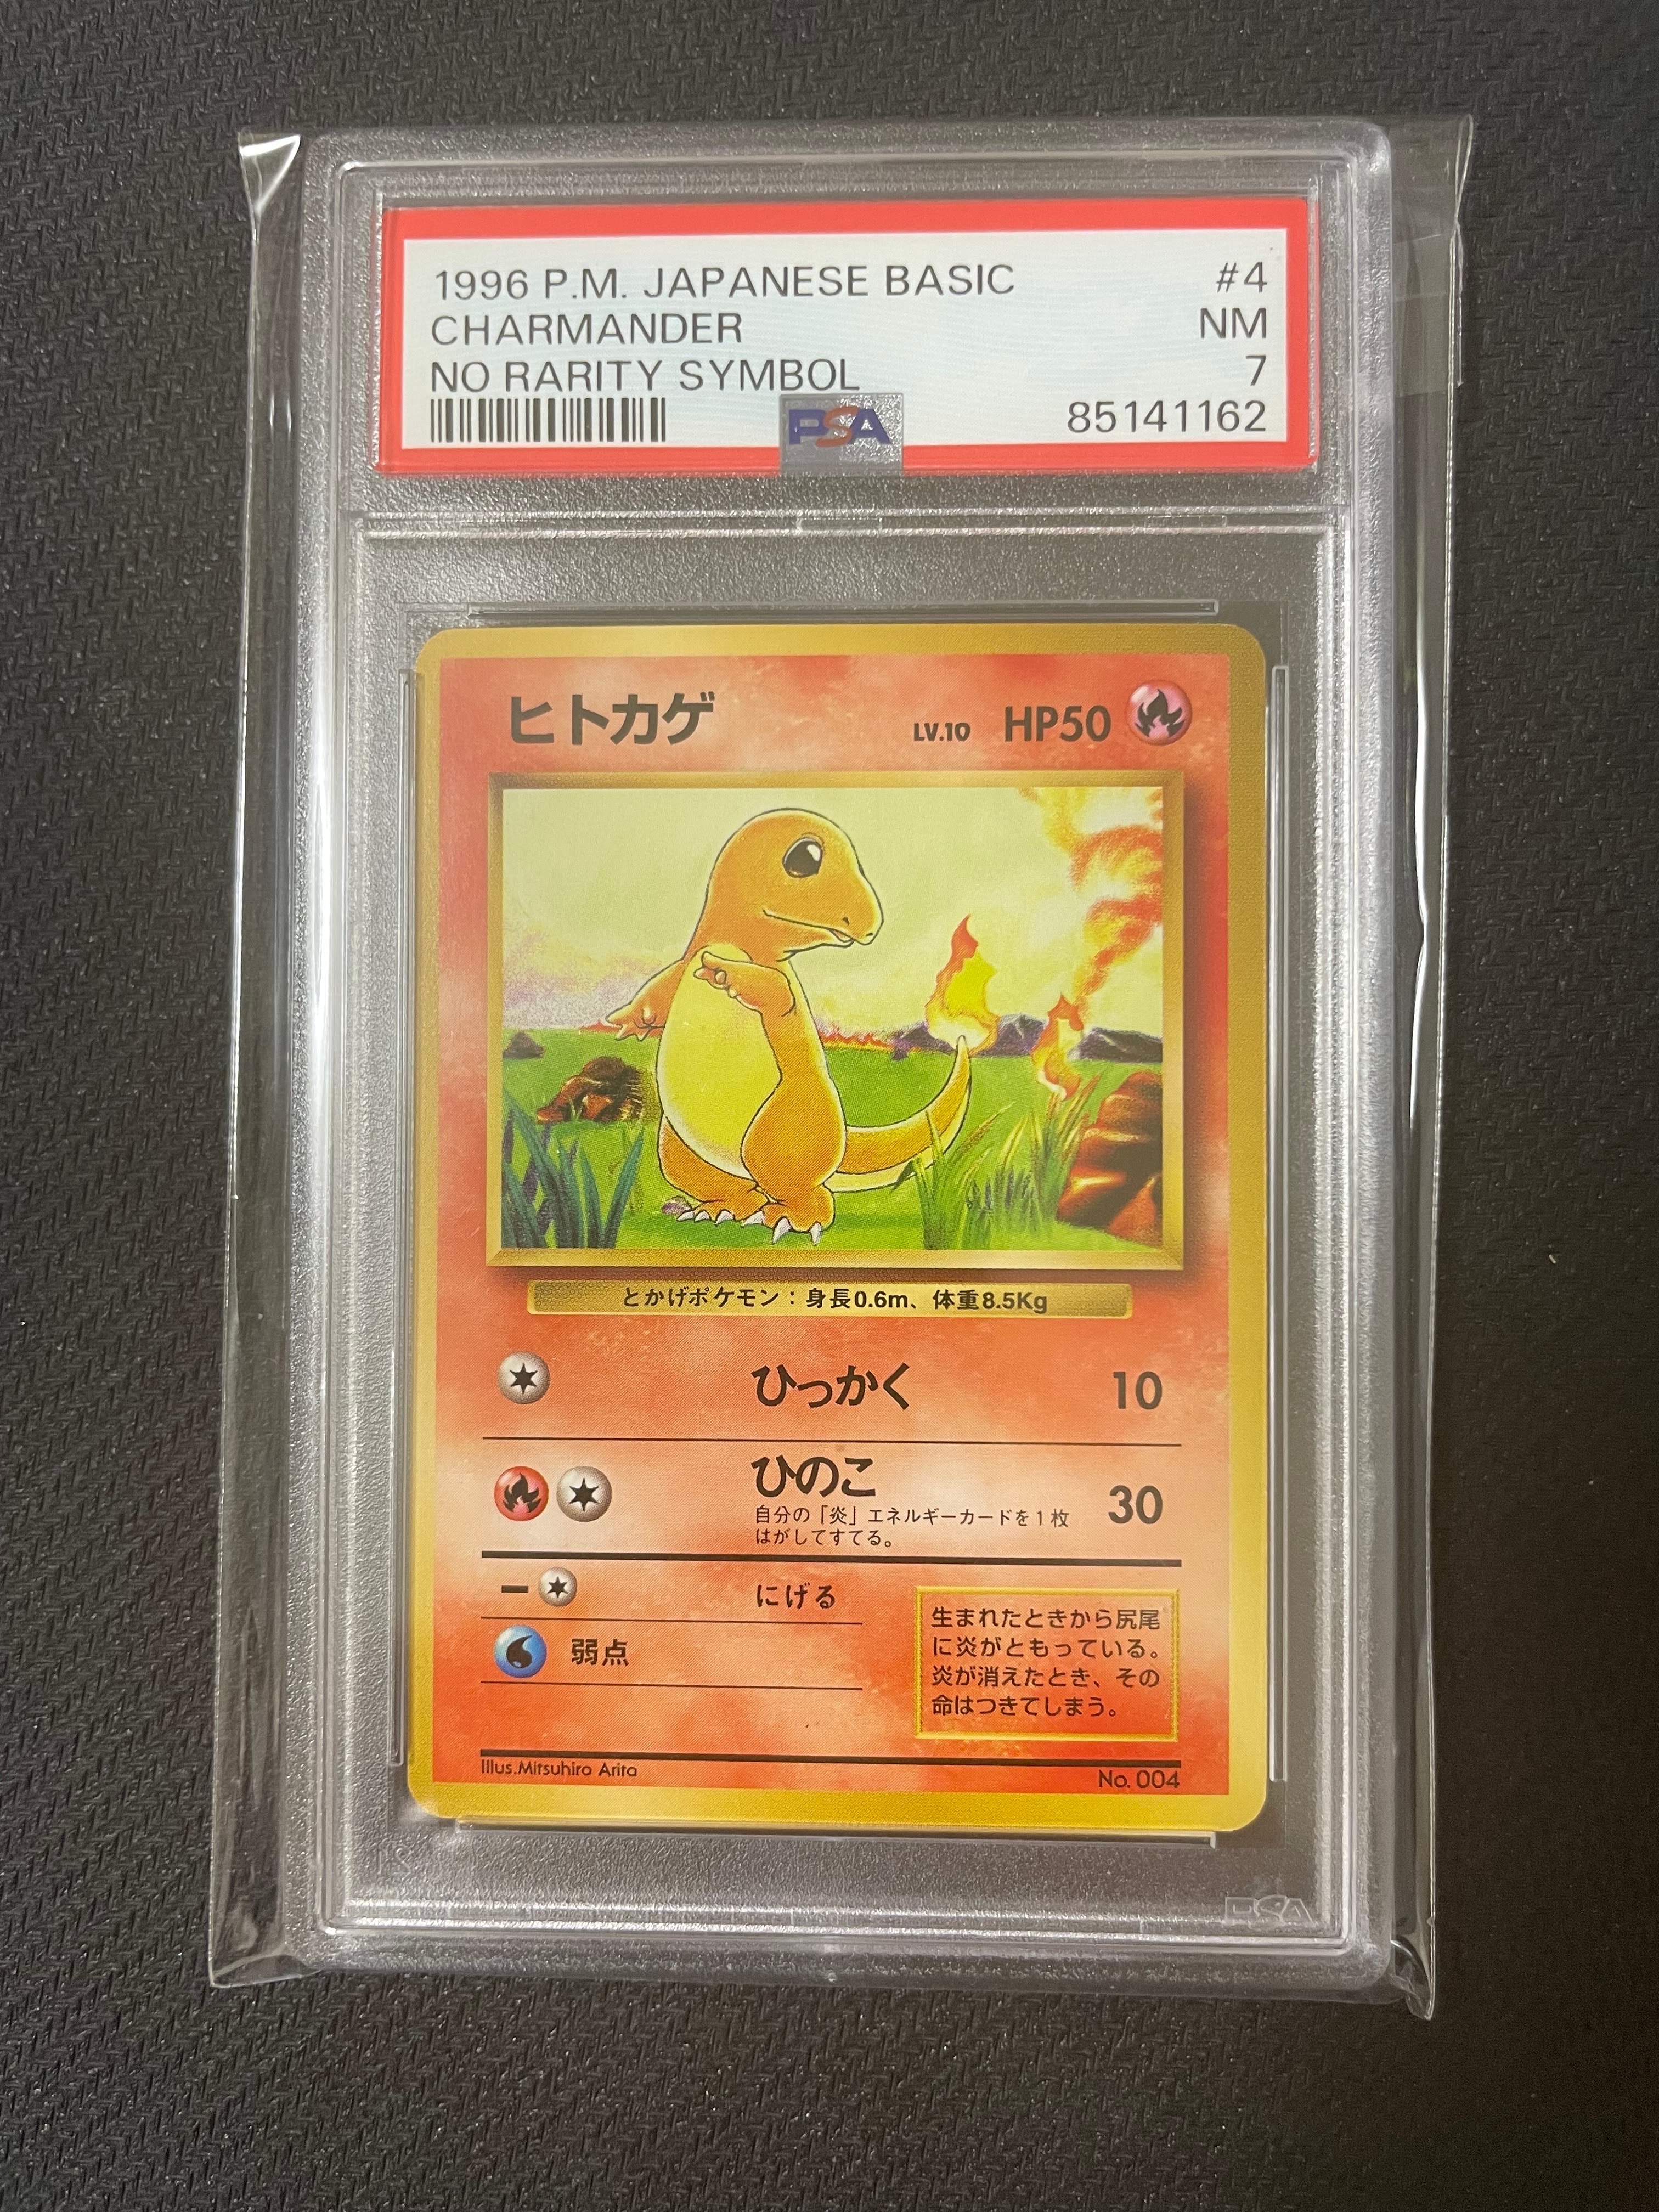 1996 P.M. JAPANESE BASIC #4
CHARMANDER NM
NO RARITY SYMBOL 7
PSA 85141162
ヒトカゲ LV.10 HP50
とかげポケモン：身長0.6m、体重8.5Kg
ひっかく 10
ひのこ 30
自分の「炎」エネルギーカードを1枚
はがしてすてる。
にげる
弱点
生まれたときから尻尾
に炎がともっている。
炎が消えたとき、その
命はつきてしまう。
Illus.Mitsuhiro Arita No. 004
PSA